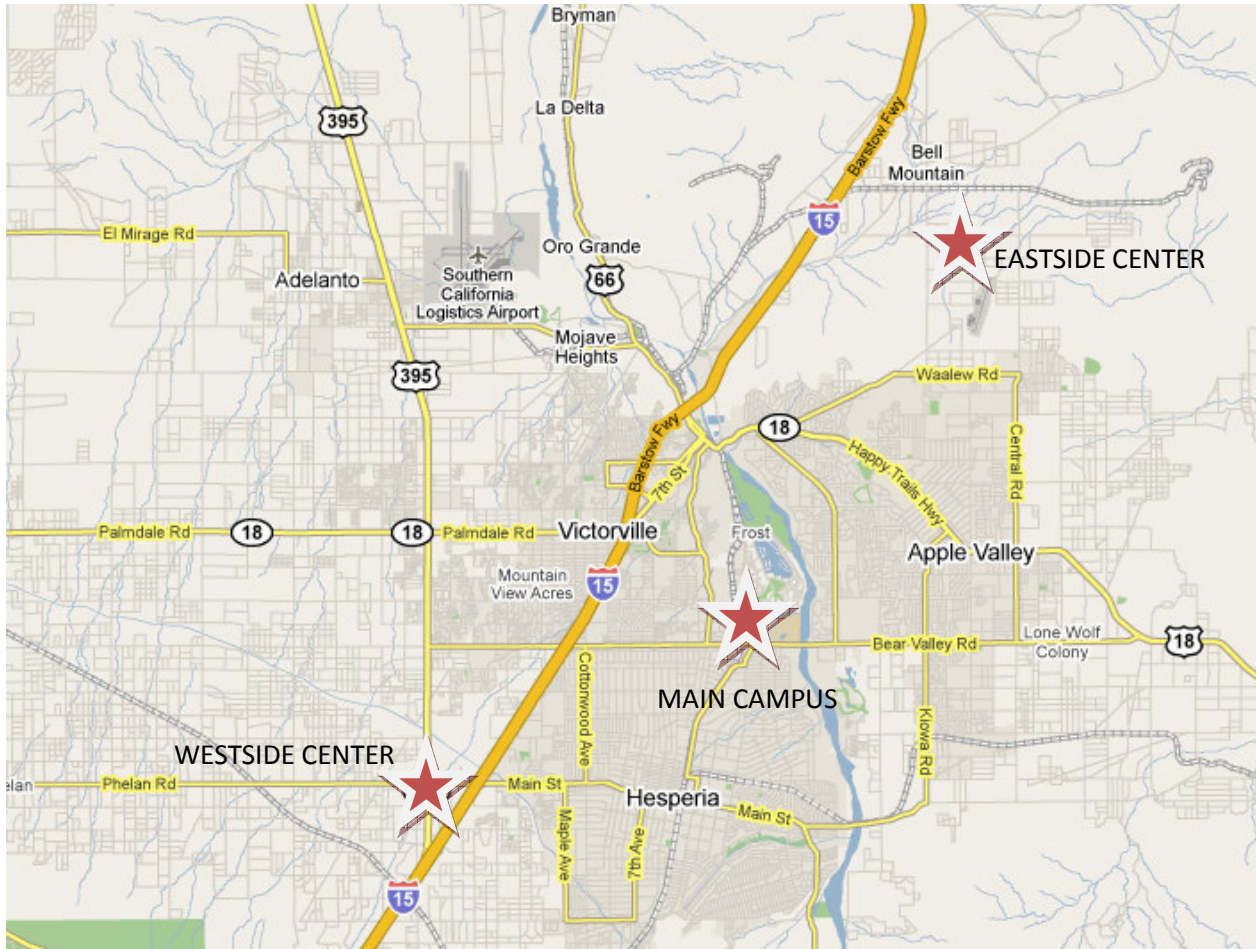 Bryman
La Delta
395
Barstow Fwy
Bell
Mountain
15
El Mirage Rd
Oro Grande
EASTSIDE CENTER
Adelanto
Southern
California
Logistics Airport
66
Mojave
Heights
395
Waalew Rd
Barstow Fwy
18
7th St
Happy Trails Hwy
Central Rd
Palmdale Rd
18
18
Palmdale Rd
Victorville
Frost
Apple Valley
Mountain
View Acres
15
Bear Valley Rd
Lone Wolf
Colony
18
Cottonwood Ave
MAIN CAMPUS
WESTSIDE CENTER
Kiowa Rd
elan
Phelan Rd
Main St
Hesperia
Main St
Maple Ave
7th Ave
15